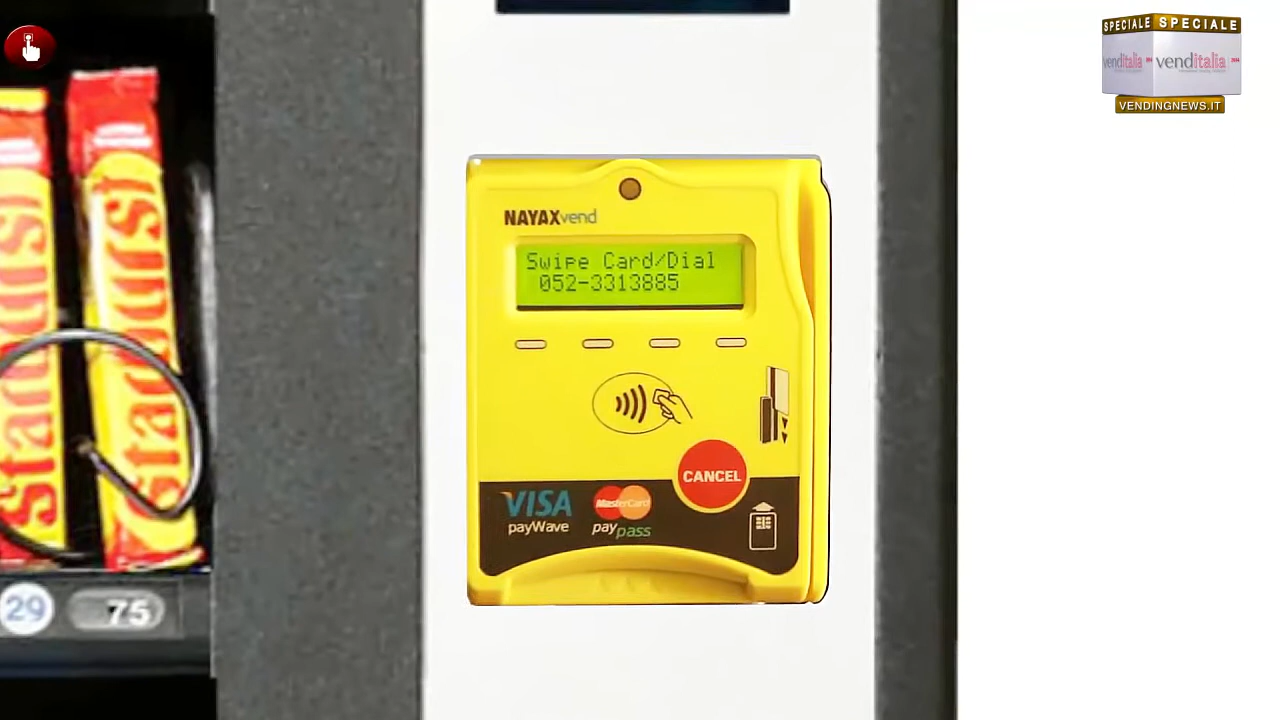 SPECIALE SPECIALE
venditalia venditalia
VENDINGNEWS.IT
NAYAXvend
Swipe Card/Dial
052-3313885
CANCEL
VISA MasterCard
payWave paypass
Starburst
Starburst
29 75